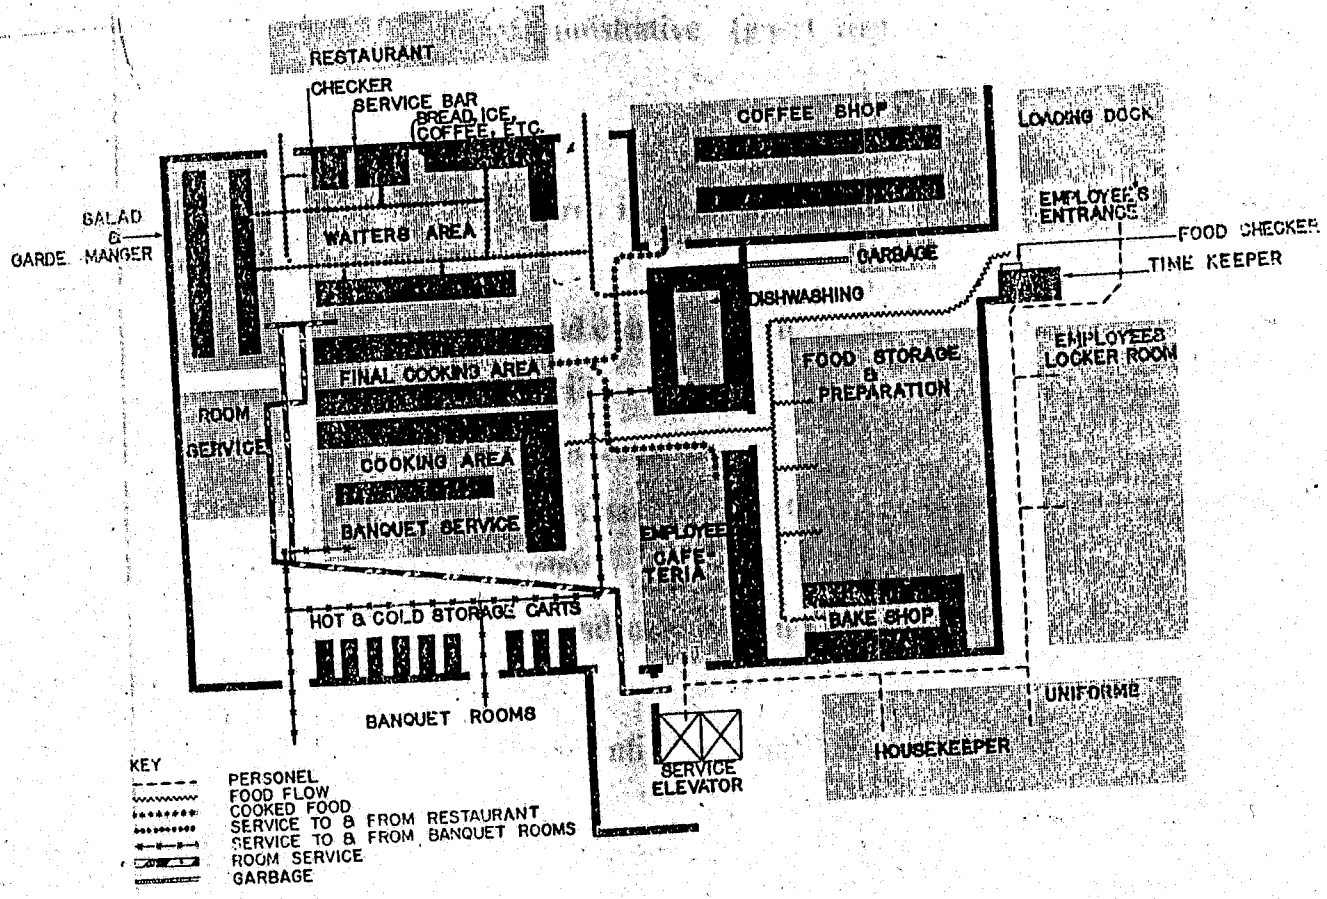 RESTAURANT
CHECKER
SERVICE BAR
BREAD, ICE,
COFFEE, ETC.
COFFEE SHOP
LOADING DOCK
EMPLOYEE'S
ENTRANCE
SALAD
&
GARDE MANGER
WAITERS AREA
GARBAGE
FOOD CHECKER
TIME KEEPER
DISHWASHING
FINAL COOKING AREA
FOOD STORAGE
&
PREPARATION
EMPLOYEES
LOCKER ROOM
ROOM
SERVICE
COOKING AREA
BANQUET SERVICE
EMPLOYEE
CAFE-
TERIA
HOT & COLD STORAGE CARTS
BAKE SHOP
BANQUET ROOMS
UNIFORMS
HOUSEKEEPER
SERVICE
ELEVATOR
KEY
PERSONEL
FOOD FLOW
COOKED FOOD
SERVICE TO & FROM RESTAURANT
SERVICE TO & FROM BANQUET ROOMS
ROOM SERVICE
GARBAGE